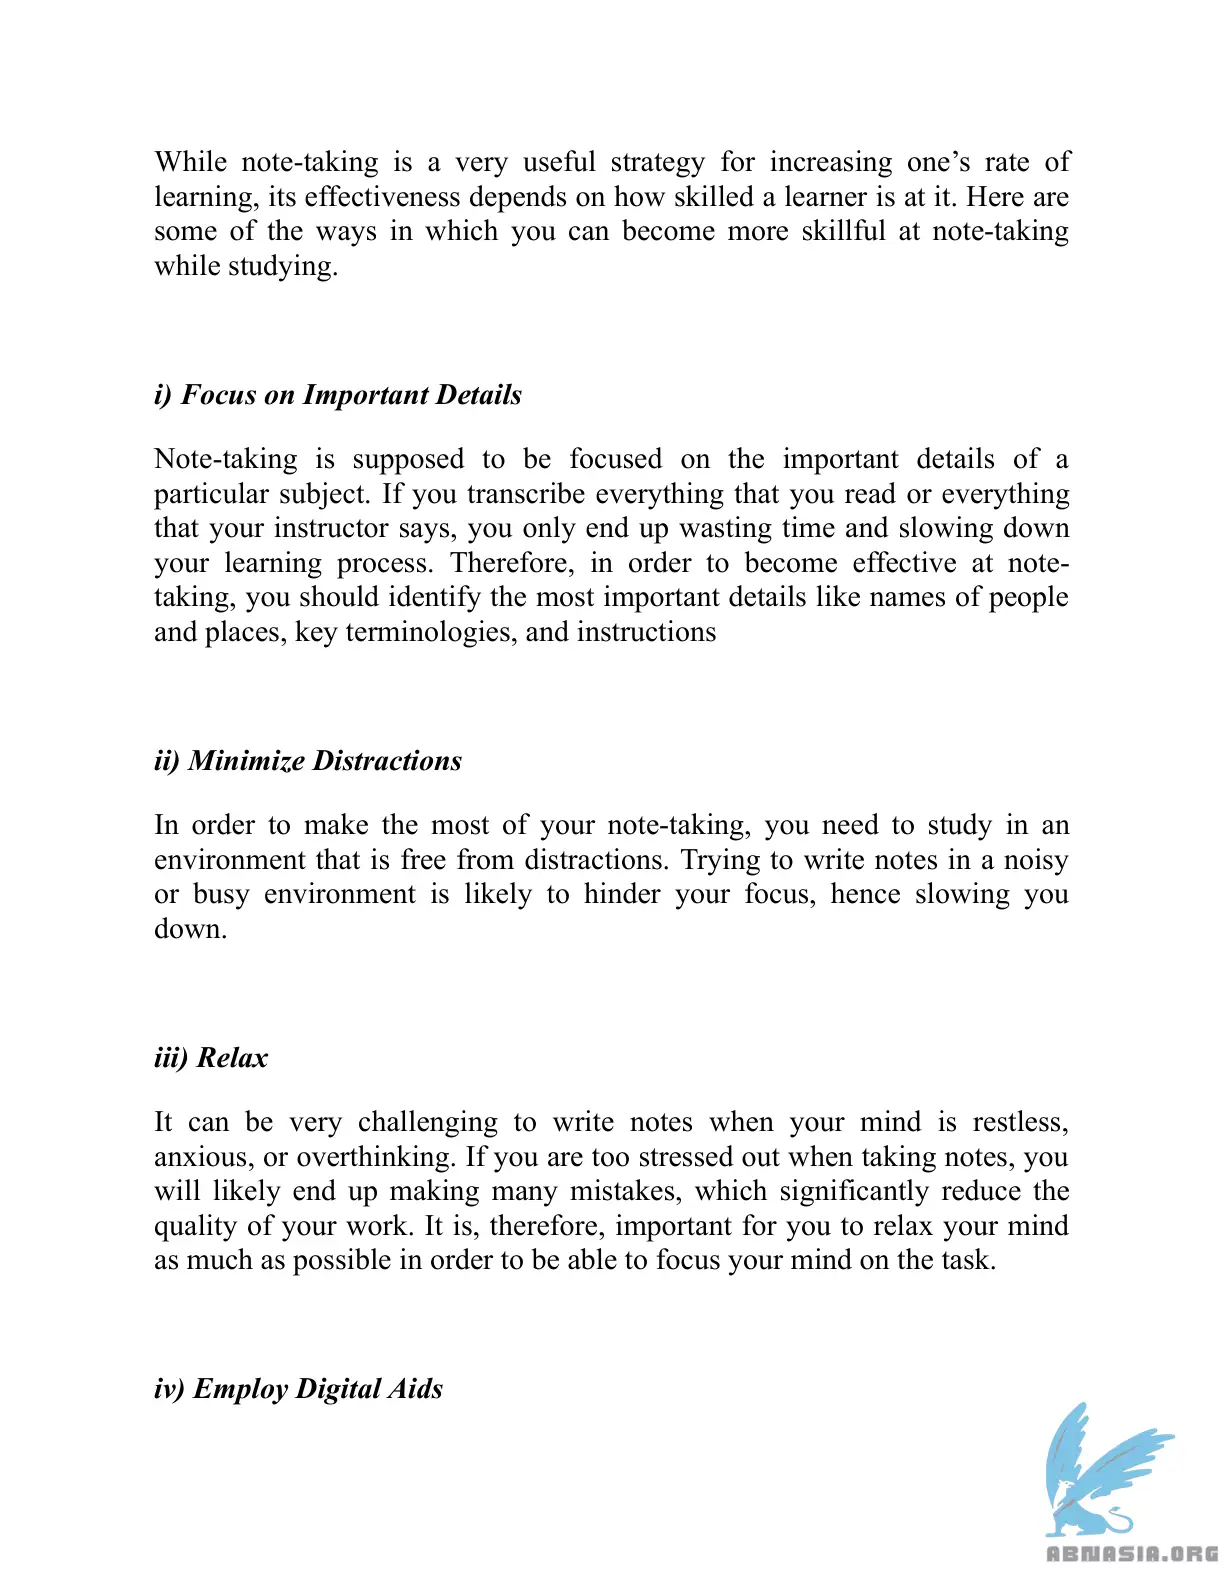 While note-taking is a very useful strategy for increasing one’s rate of
learning, its effectiveness depends on how skilled a learner is at it. Here are
some of the ways in which you can become more skillful at note-taking
while studying.
i) Focus on Important Details
Note-taking is supposed to be focused on the important details of a
particular subject. If you transcribe everything that you read or everything
that your instructor says, you only end up wasting time and slowing down
your learning process. Therefore, in order to become effective at note-
taking, you should identify the most important details like names of people
and places, key terminologies, and instructions
ii) Minimize Distractions
In order to make the most of your note-taking, you need to study in an
environment that is free from distractions. Trying to write notes in a noisy
or busy environment is likely to hinder your focus, hence slowing you
down.
iii) Relax
It can be very challenging to write notes when your mind is restless,
anxious, or overthinking. If you are too stressed out when taking notes, you
will likely end up making many mistakes, which significantly reduce the
quality of your work. It is, therefore, important for you to relax your mind
as much as possible in order to be able to focus your mind on the task.
iv) Employ Digital Aids
ABNASIA.ORG